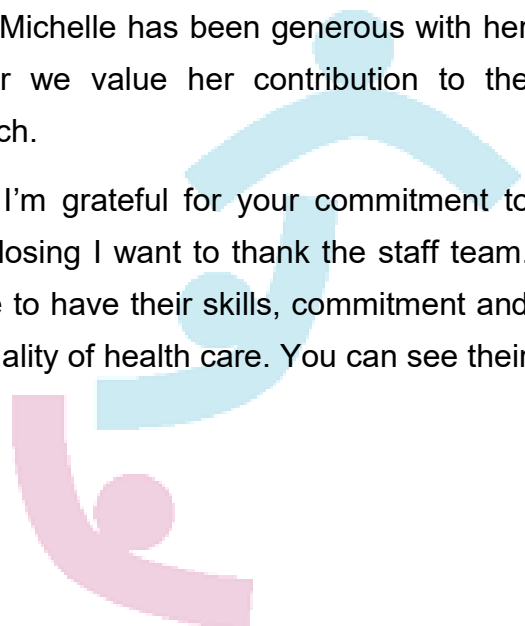 Michelle has been generous with her
r we value her contribution to the
ch.
I'm grateful for your commitment to
losing I want to thank the staff team.
e to have their skills, commitment and
ality of health care. You can see their